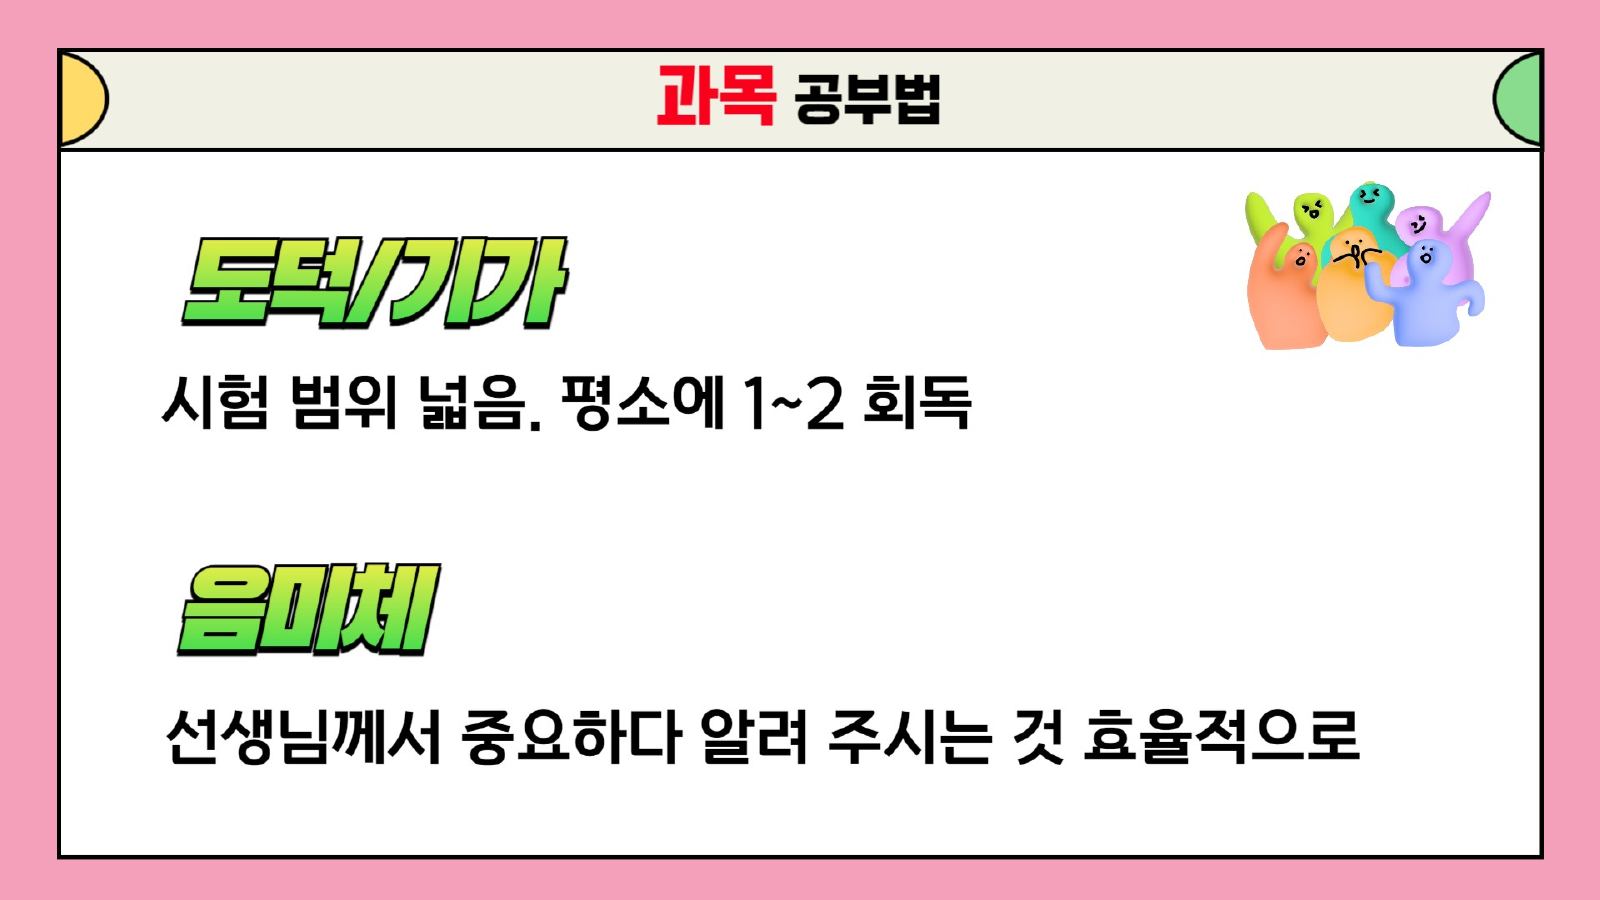 과목 공부법
도덕/기가
시험 범위 넓음. 평소에 1~2 회독
음미체
선생님께서 중요하다 알려 주시는 것 효율적으로